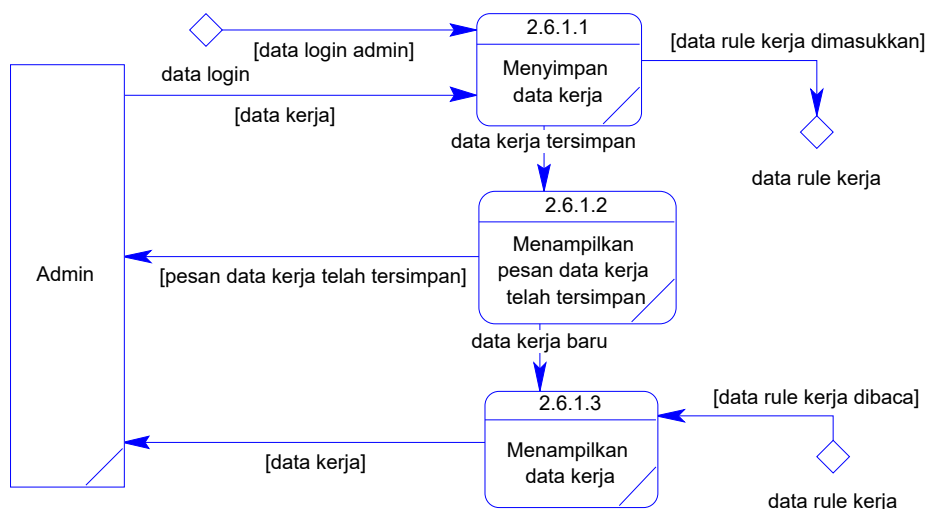 2.6.1.1
[data login admin]
[data rule kerja dimasukkan]
data login
Menyimpan
data kerja
[data kerja]
data kerja tersimpan
data rule kerja
2.6.1.2
Menampilkan
pesan data kerja
telah tersimpan
Admin
[pesan data kerja telah tersimpan]
data kerja baru
2.6.1.3
[data rule kerja dibaca]
Menampilkan
data kerja
[data kerja]
data rule kerja